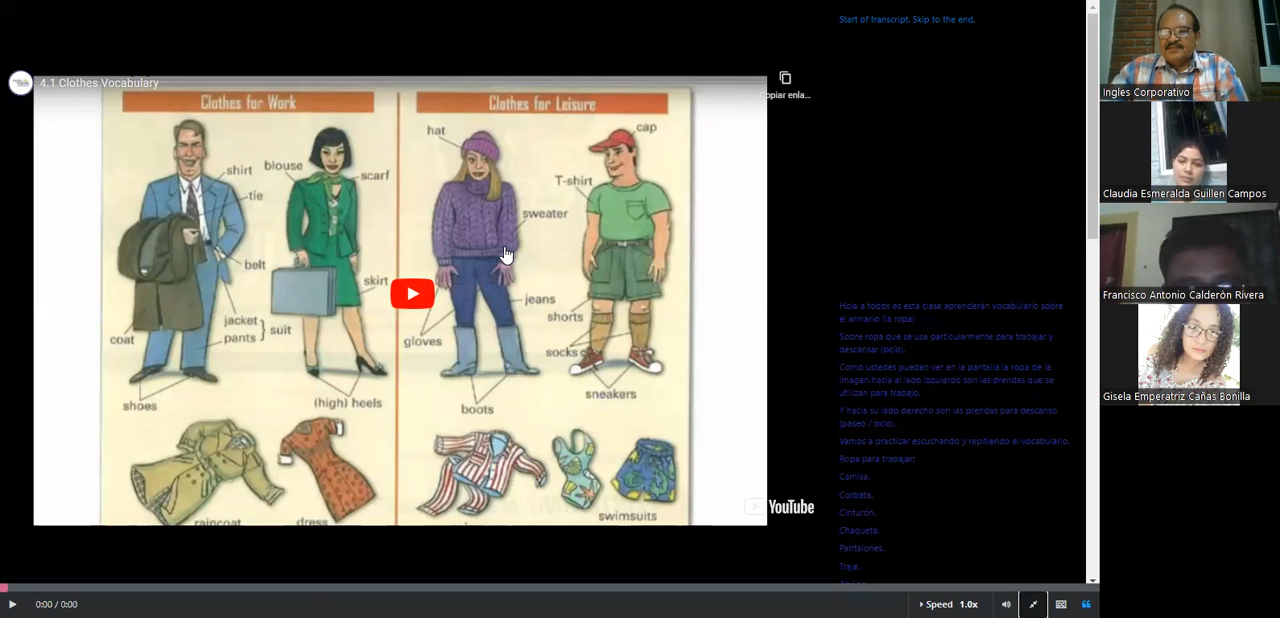 Start of transcript. Skip to the end.
4.1 Clothes Vocabulary
opiar enla...
Clothes for Work
Clothes for Leisure
shirt
tie
belt
jacket
pants
suit
coat
shoes
blouse
scarf
skirt
(high) heels
hat
sweater
jeans
gloves
boots
cap
T-shirt
shorts
socks
sneakers
raincoat
dress
swimsuits
YouTube
Hola a todos es esta clase aprenderán vocabulario sobre
el armario (la ropa)
Sobre ropa que se usa particularmente para trabajar y
descansar (ocio).
Como ustedes pueden ver en la pantalla la ropa de la
imagen hacia al lado izquierdo son las prendas que se
utilizan para trabajo.
Y hacia su lado derecho son las prendas para descanso
(paseo / ocio).
Vamos a practicar escuchando y repitiendo el vocabulario.
Ropa para trabajar:
Camisa.
Corbata.
Cinturón.
Chaqueta.
Pantalones.
Traje.
0:00 / 0:00
Speed 1.0x
Ingles Corporativo
Claudia Esmeralda Guillen Campos
Francisco Antonio Calderón Rivera
Gisela Emperatriz Cañas Bonilla